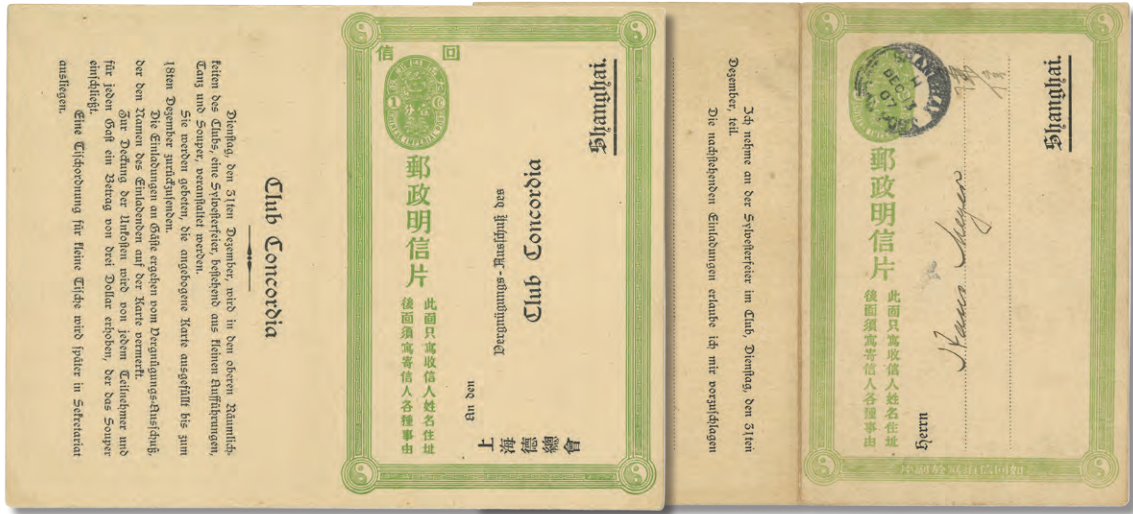 Club Concordia
Dienstag, den 31ten Dezember, wird in den oberen Räumlich-
keiten des Clubs, eine Sylvesterfeier, bestehend aus kleinen Aufführungen,
Tanz und Souper, veranstaltet werden.
Sie werden gebeten, die angebogene Karte ausgefüllt bis zum
18ten Dezember zurückzusenden.
Die Einladungen an Gäste ergehen vom Vergnügungs-Ausschuß,
der den Namen des Einladenden auf der Karte vermerkt.
Zur Deckung der Unkosten wird von jedem Teilnehmer und
für jeden Gast ein Betrag von drei Dollar erhoben, der das Souper
einschließt.
Eine Tischordnung für kleine Tische wird später in Sekretariat
ausliegen.
回信
1 C
郵政明信片
此面只寫收信人姓名住址
後面須寫寄信人各種事由
An den
Vergnügungs-Ausschuß des
Club Concordia
上海德總會
Shanghai.
Ich nehme an der Sylvesterfeier im Club, Dienstag, den 31ten
Dezember, teil.
Die nachstehenden Einladungen erlaube ich mir vorzuschlagen
SHANGHAI
DEC 13
07
郵政明信片
此面只寫收信人姓名住址
後面須寫寄信人各種事由
Herrn
Hans Meyer
Shanghai.